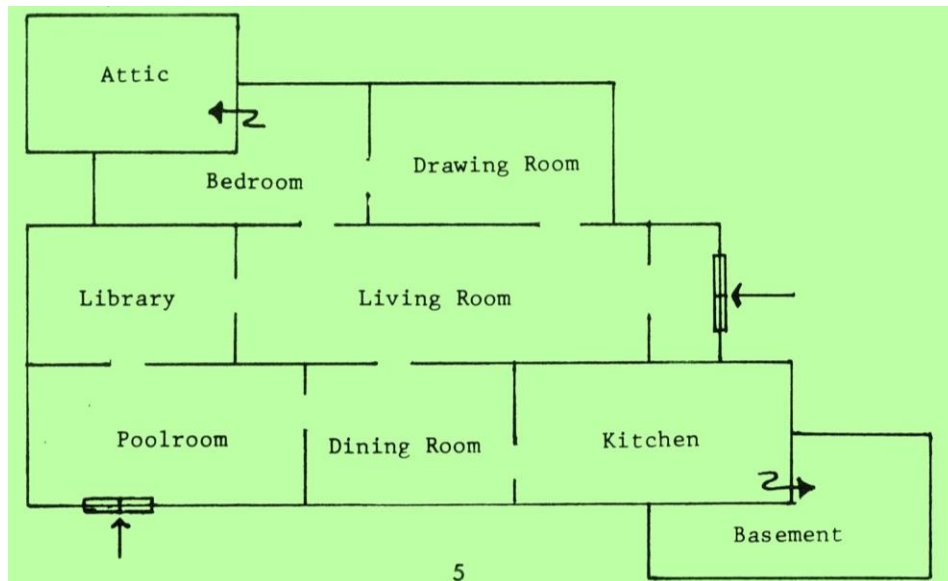 Attic
Bedroom
Drawing Room
Library
Living Room
Poolroom
Dining Room
Kitchen
Basement
5